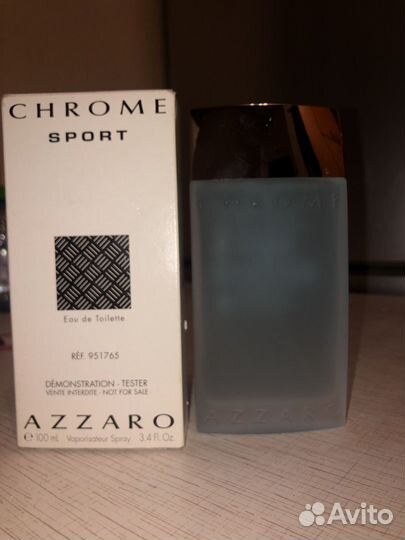 CHROME
SPORT
Eau de Toilette
RÉF. 951765
DÉMONSTRATION - TESTER
VENTE INTERDITE - NOT FOR SALE
AZZARO
℮ 100 mL Vaporisateur Spray 3.4 Fl. Oz
CHROME
AZZARO
Avito